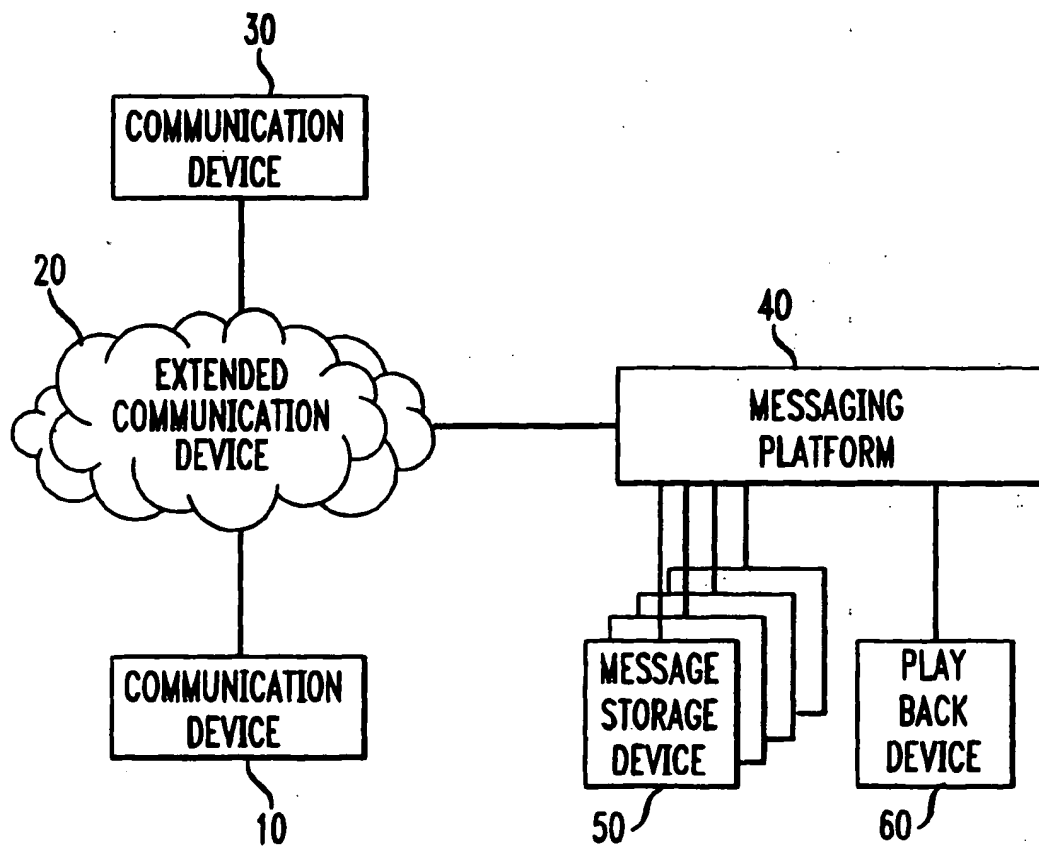 30
COMMUNICATION
DEVICE
20
EXTENDED
COMMUNICATION
DEVICE
40
MESSAGING
PLATFORM
COMMUNICATION
DEVICE
10
MESSAGE
STORAGE
DEVICE
50
PLAY
BACK
DEVICE
60